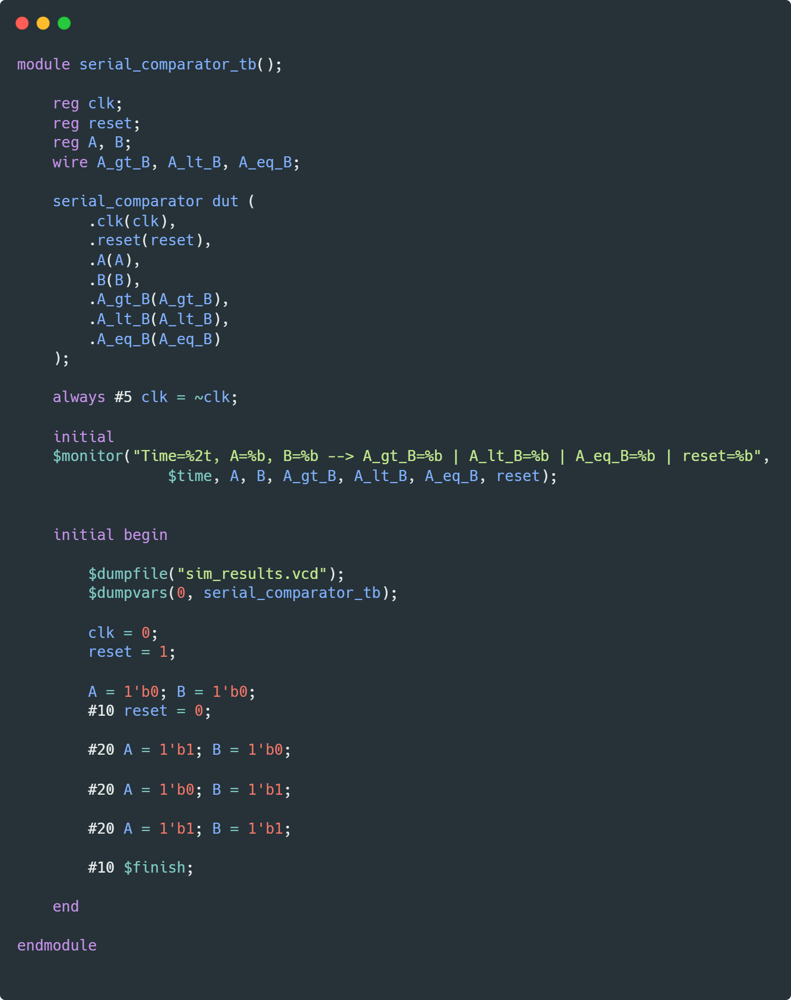 module serial_comparator_tb();
reg clk;
reg reset;
reg A, B;
wire A_gt_B, A_lt_B, A_eq_B;
serial_comparator dut (
.clk(clk),
.reset(reset),
.A(A),
.B(B),
.A_gt_B(A_gt_B),
.A_lt_B(A_lt_B),
.A_eq_B(A_eq_B)
);
always #5 clk = ~clk;
initial
$monitor("Time=%2t, A=%b, B=%b --> A_gt_B=%b | A_lt_B=%b | A_eq_B=%b | reset=%b",
$time, A, B, A_gt_B, A_lt_B, A_eq_B, reset);
initial begin
$dumpfile("sim_results.vcd");
$dumpvars(0, serial_comparator_tb);
clk = 0;
reset = 1;
A = 1'b0; B = 1'b0;
#10 reset = 0;
#20 A = 1'b1; B = 1'b0;
#20 A = 1'b0; B = 1'b1;
#20 A = 1'b1; B = 1'b1;
#10 $finish;
end
endmodule